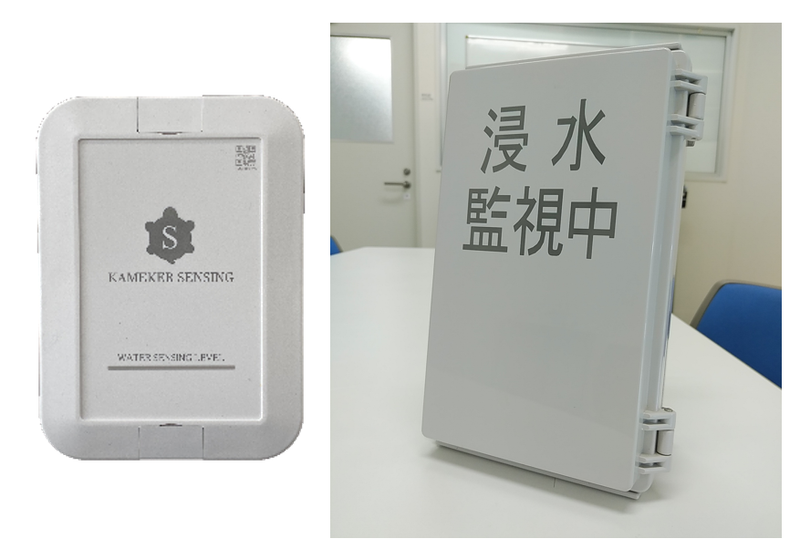 S
KAMEKER SENSING
WATER SENSING LEVEL
浸水
監視中